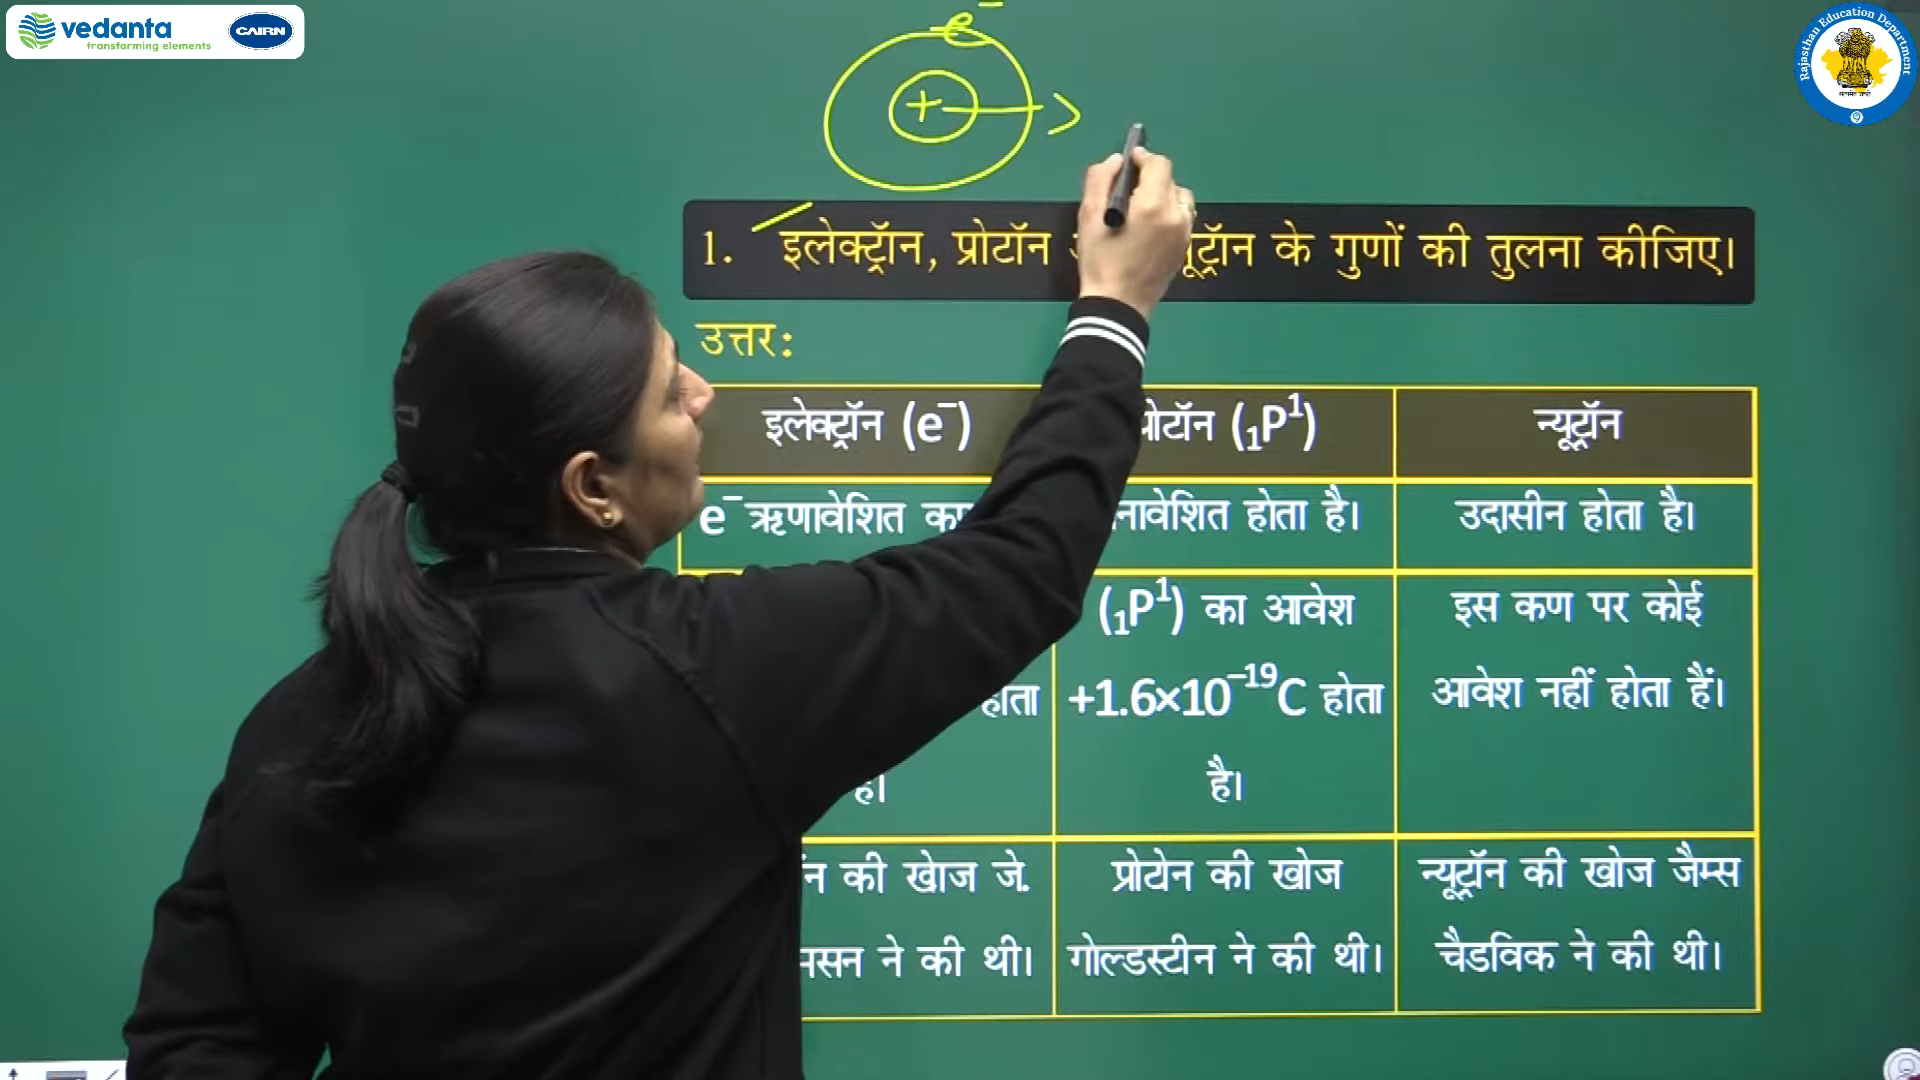 vedanta
transforming elements
CAIRN
Rajasthan Education Department
e⁻
+
1. इलेक्ट्रॉन, प्रोटॉन के गुणों की तुलना कीजिए।
उत्तरः
इलेक्ट्रॉन (e⁻)
(₁P¹)
न्यूट्रॉन
e⁻ ऋणावेशित
होता है।
उदासीन होता है।
होता
है।
(₁P¹) का आवेश
+1.6×10⁻¹⁹C होता
है।
इस कण पर कोई
आवेश नहीं होता हैं।
की खोज जे.
ने की थी।
प्रोटोन की खोज
गोल्डस्टीन ने की थी।
न्यूट्रॉन की खोज जैम्स
चैडविक ने की थी।